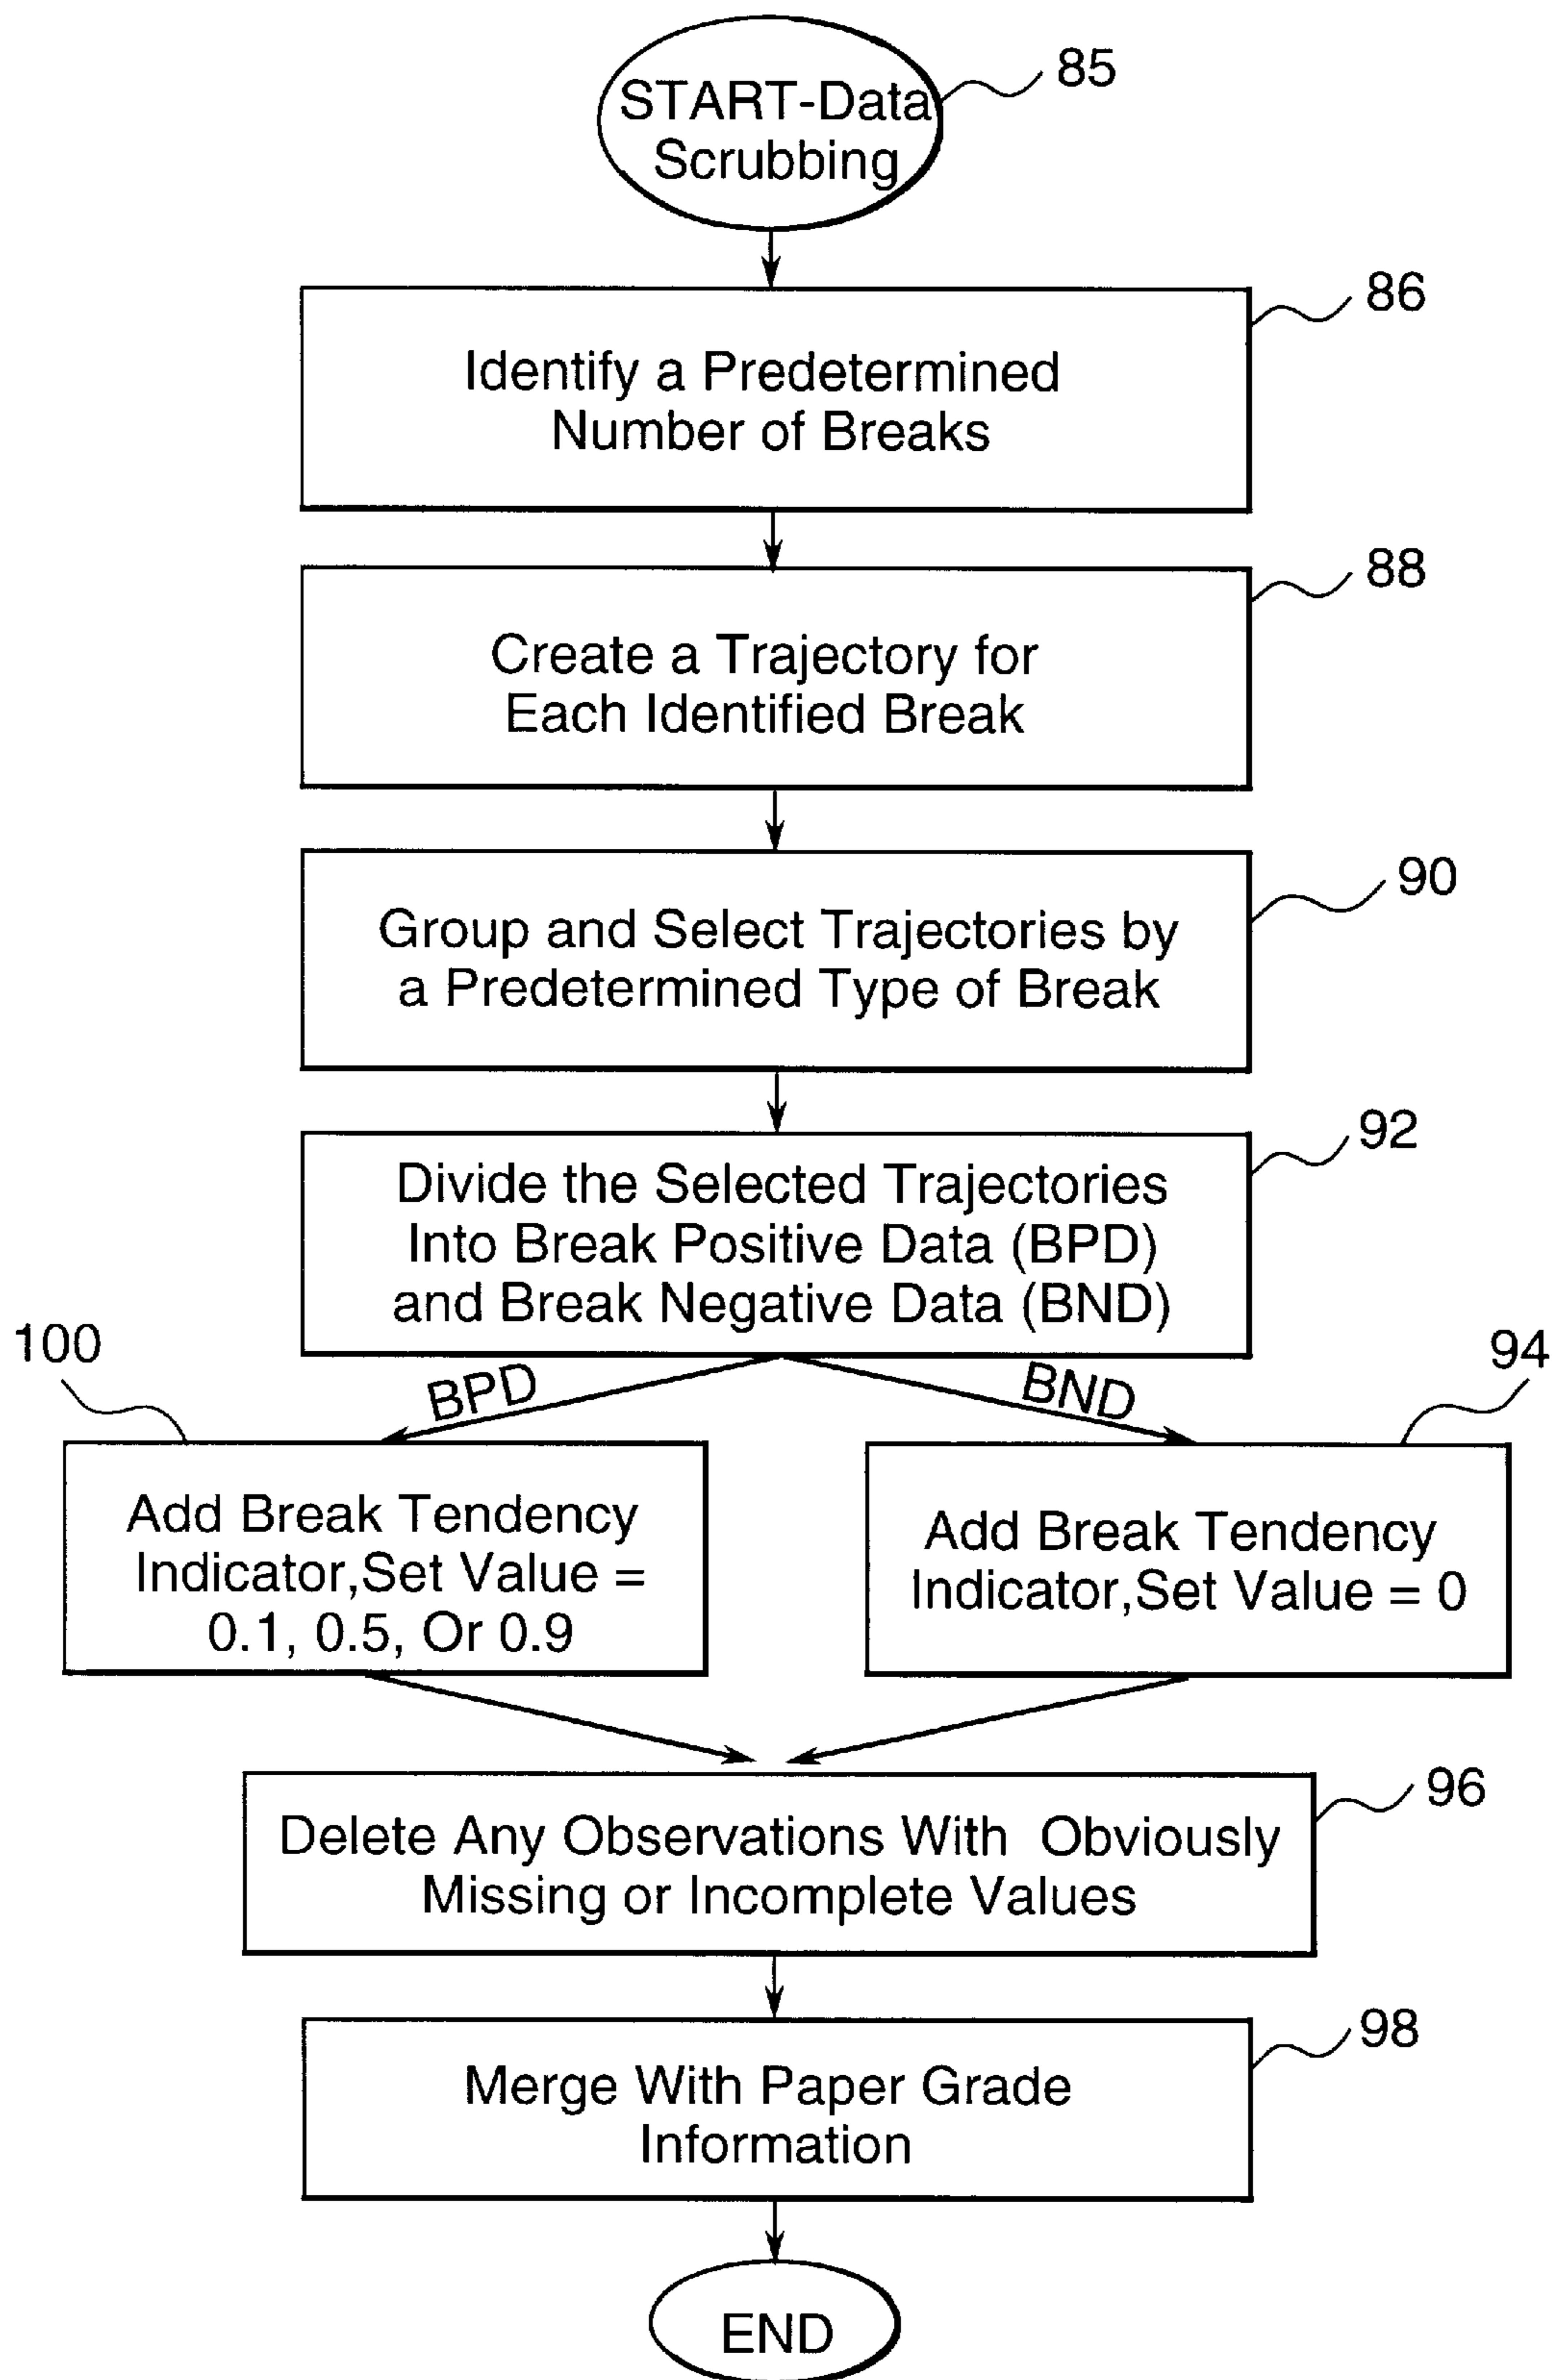 START-Data
Scrubbing
85
86
Identify a Predetermined
Number of Breaks
88
Create a Trajectory for
Each Identified Break
90
Group and Select Trajectories by
a Predetermined Type of Break
92
Divide the Selected Trajectories
Into Break Positive Data (BPD)
and Break Negative Data (BND)
100
BPD
BND
94
Add Break Tendency
Indicator,Set Value =
0.1, 0.5, Or 0.9
Add Break Tendency
Indicator,Set Value = 0
96
Delete Any Observations With Obviously
Missing or Incomplete Values
98
Merge With Paper Grade
Information
END